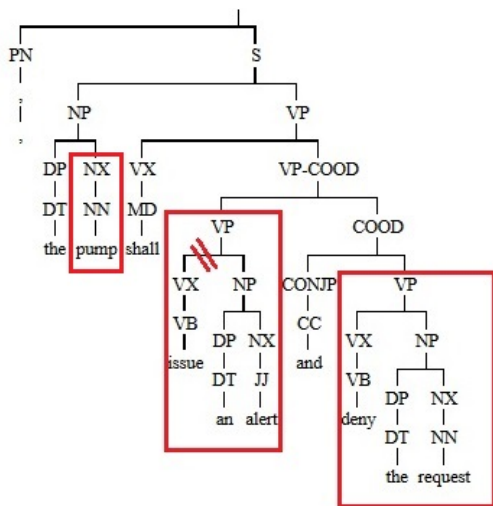 PN S
,
i
, NP VP
DP NX VX VP-COOD
DT NN MD VP COOD
the pump shall
VX NP CONJP VP
VB DP NX CC VX NP
issue and
DT JJ VB DP NX
an alert deny
DT NN
the request